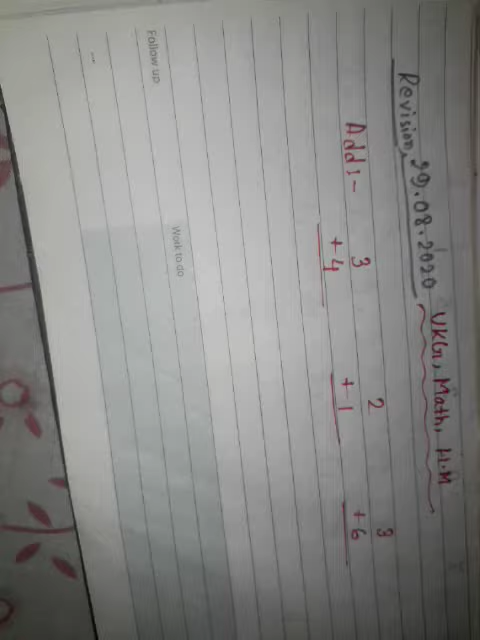 Revision, 29.08.2020 UKG, Math, H.M
Add:- 3 2 3
+4 +1 +6
Follow up
Work to do